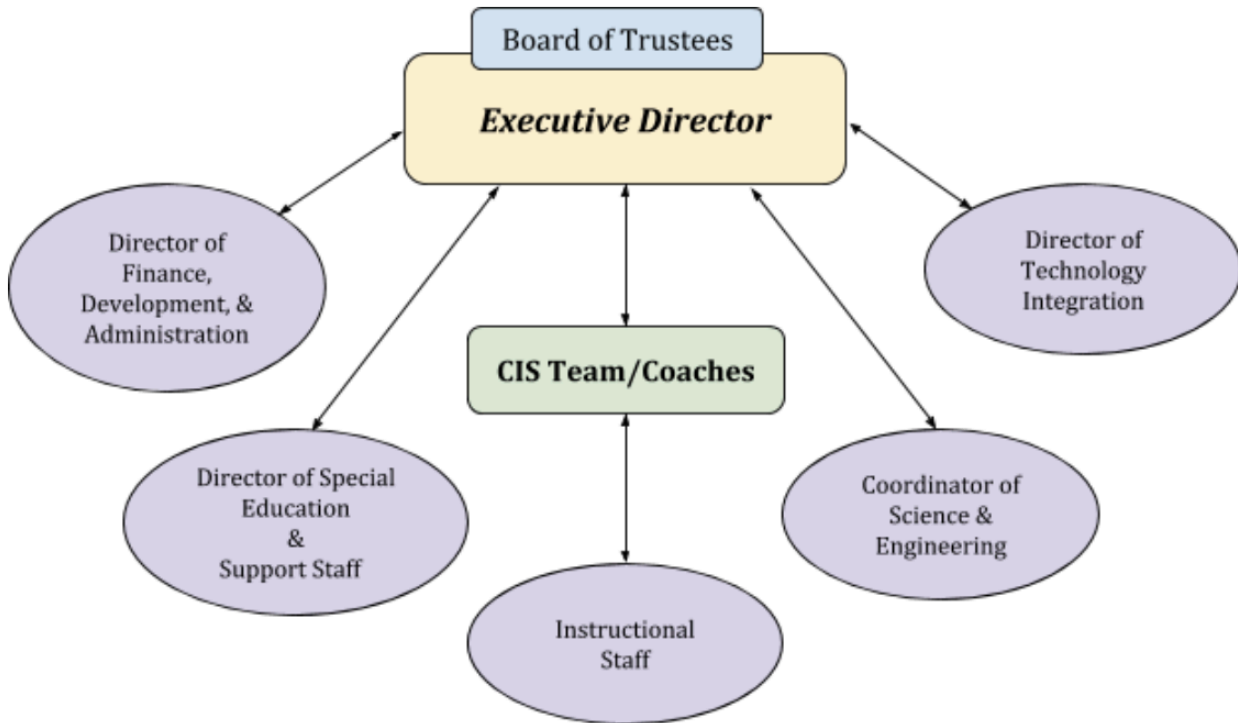 Board of Trustees
Executive Director
Director of
Finance,
Development, &
Administration
Director of
Technology
Integration
CIS Team/Coaches
Director of Special
Education
&
Support Staff
Coordinator of
Science &
Engineering
Instructional
Staff